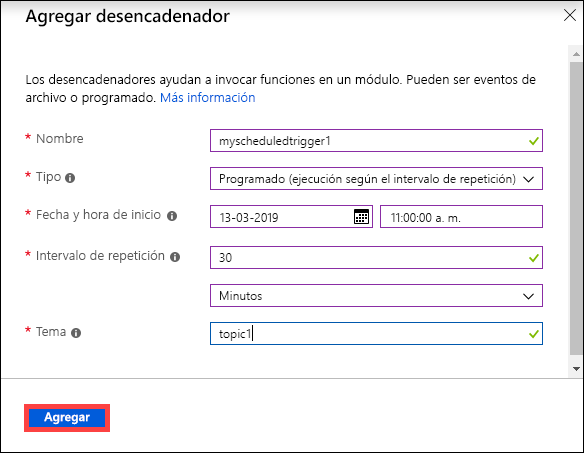 Agregar desencadenador
Los desencadenadores ayudan a invocar funciones en un módulo. Pueden ser eventos de
archivo o programado. Más información
* Nombre
myscheduledtrigger1
* Tipo
Programado (ejecución según el intervalo de repetición)
* Fecha y hora de inicio
13-03-2019
11:00:00 a. m.
* Intervalo de repetición
30
Minutos
* Tema
topic1
Agregar